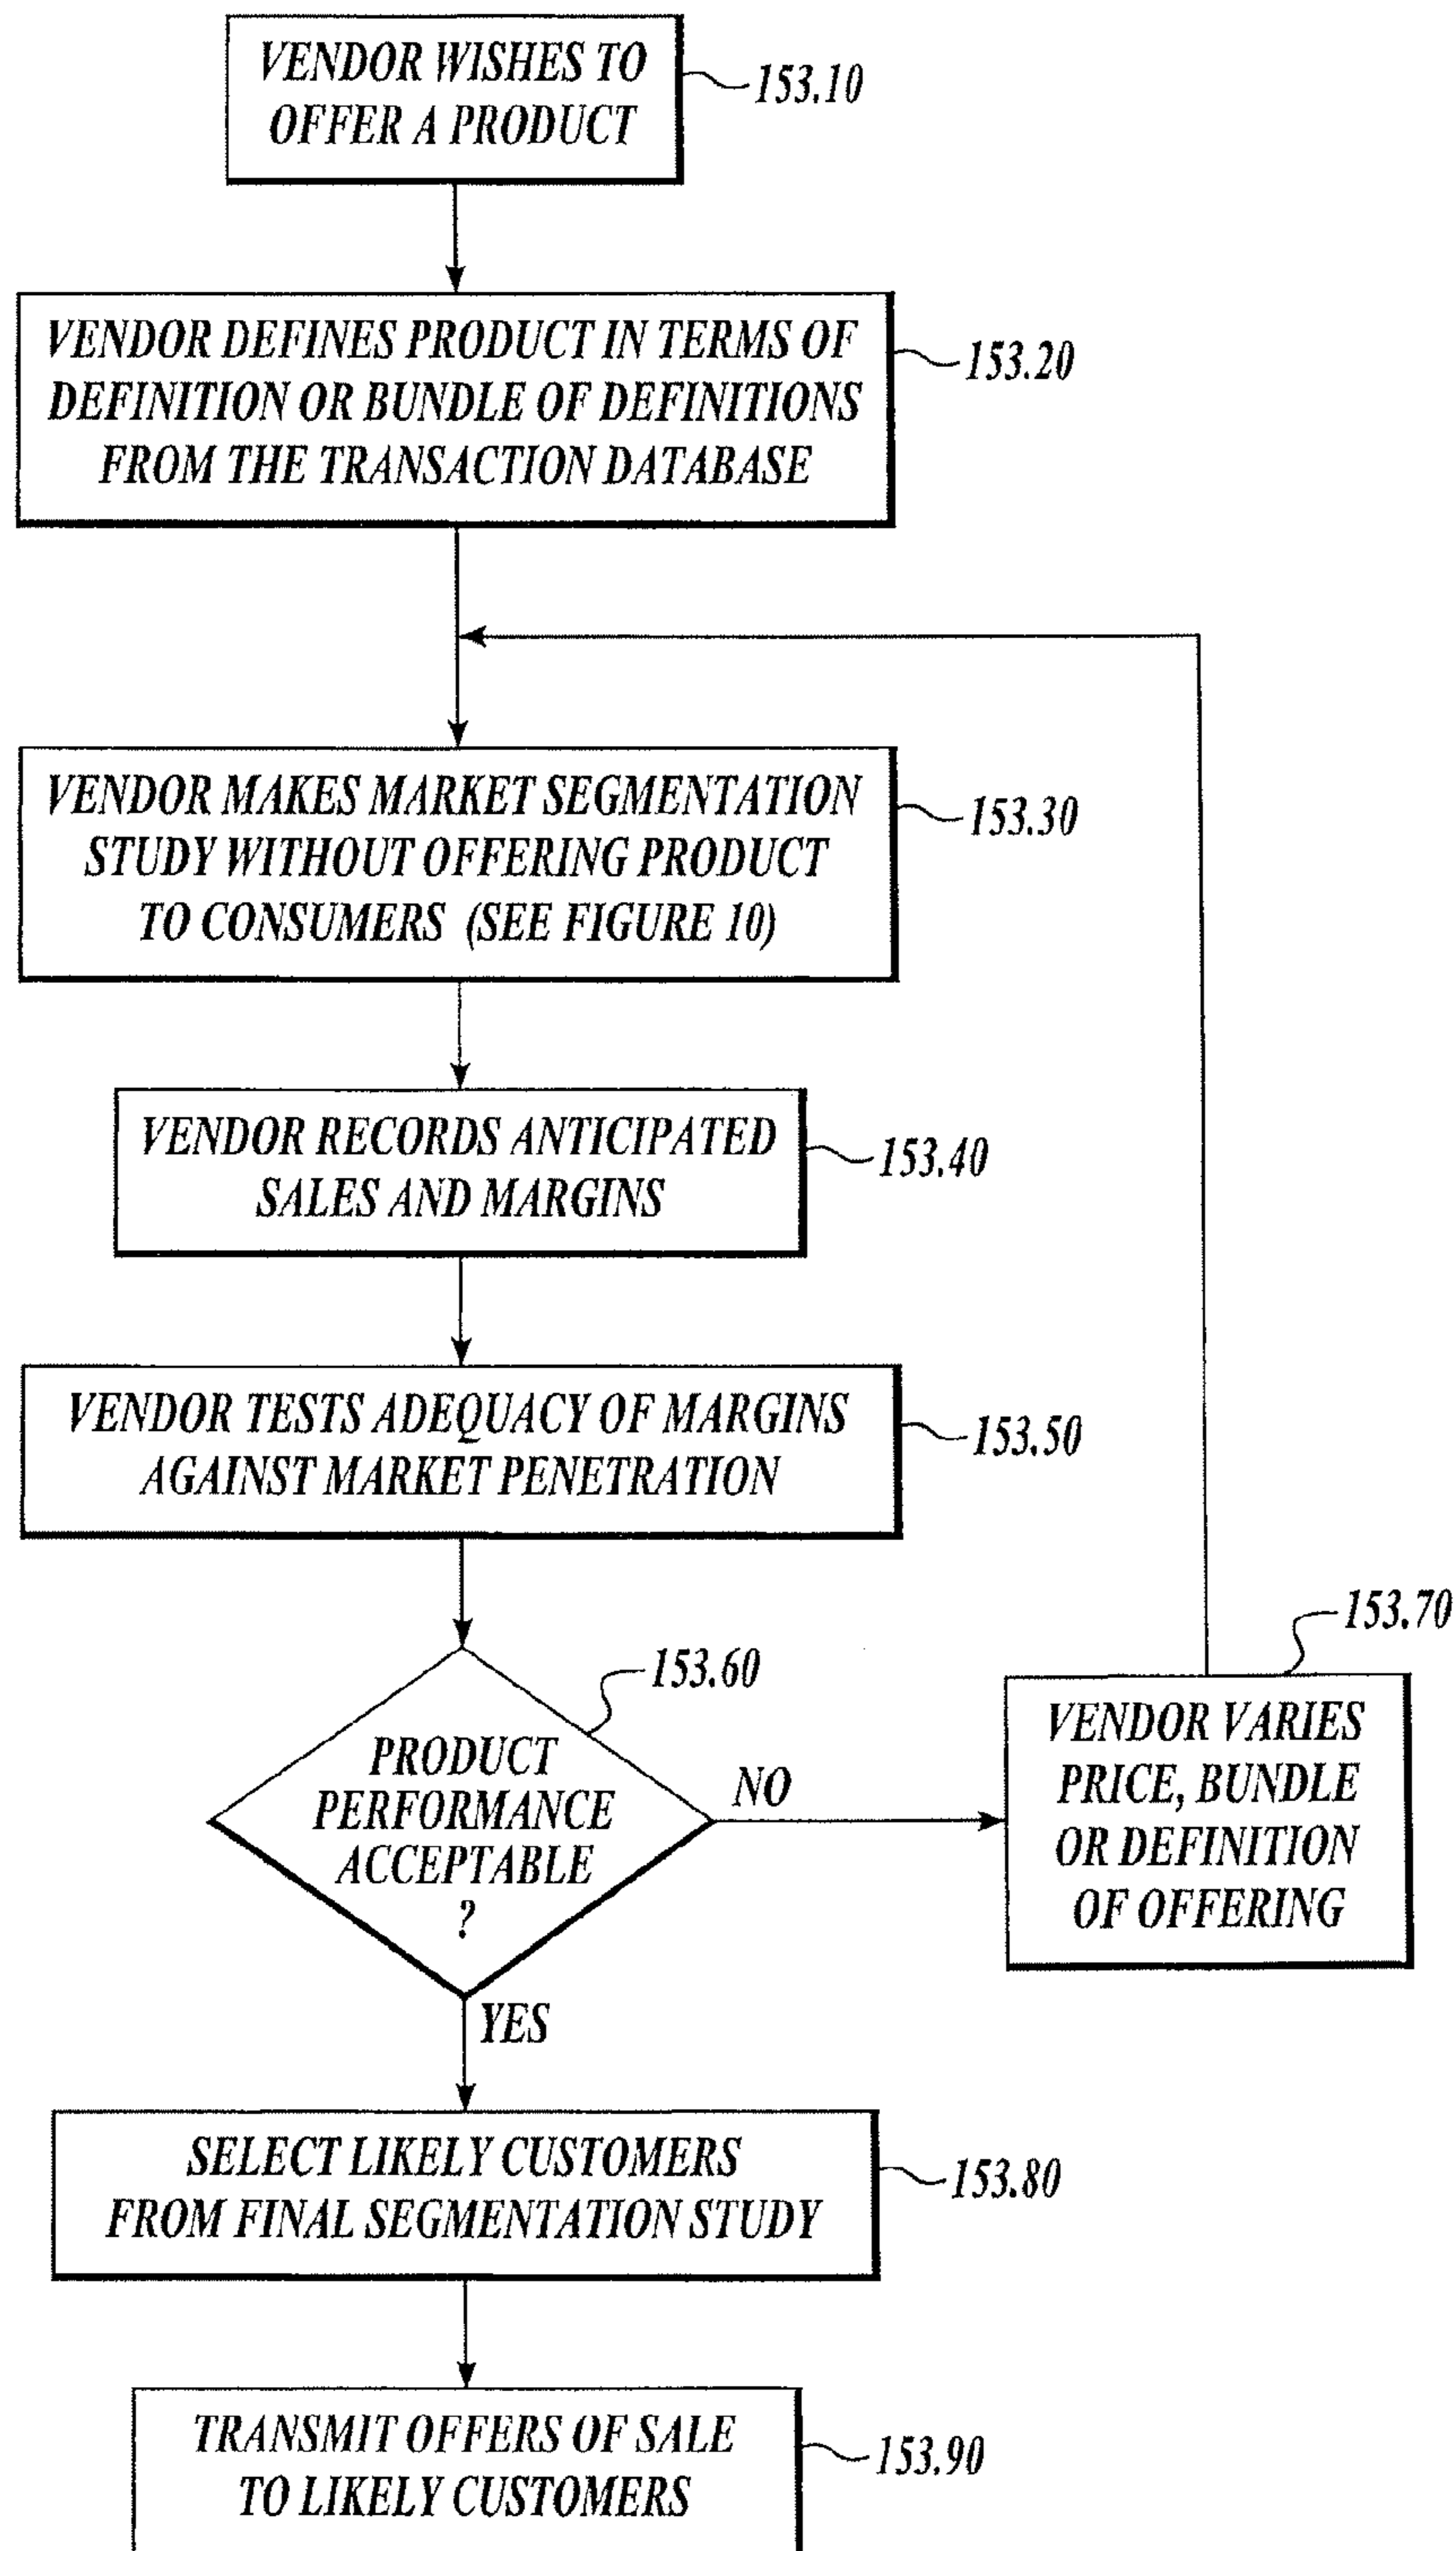 VENDOR WISHES TO
OFFER A PRODUCT
153.10
VENDOR DEFINES PRODUCT IN TERMS OF
DEFINITION OR BUNDLE OF DEFINITIONS
FROM THE TRANSACTION DATABASE
153.20
VENDOR MAKES MARKET SEGMENTATION
STUDY WITHOUT OFFERING PRODUCT
TO CONSUMERS (SEE FIGURE 10)
153.30
VENDOR RECORDS ANTICIPATED
SALES AND MARGINS
153.40
VENDOR TESTS ADEQUACY OF MARGINS
AGAINST MARKET PENETRATION
153.50
153.60
PRODUCT
PERFORMANCE
ACCEPTABLE
?
NO
153.70
VENDOR VARIES
PRICE, BUNDLE
OR DEFINITION
OF OFFERING
YES
SELECT LIKELY CUSTOMERS
FROM FINAL SEGMENTATION STUDY
153.80
TRANSMIT OFFERS OF SALE
TO LIKELY CUSTOMERS
153.90